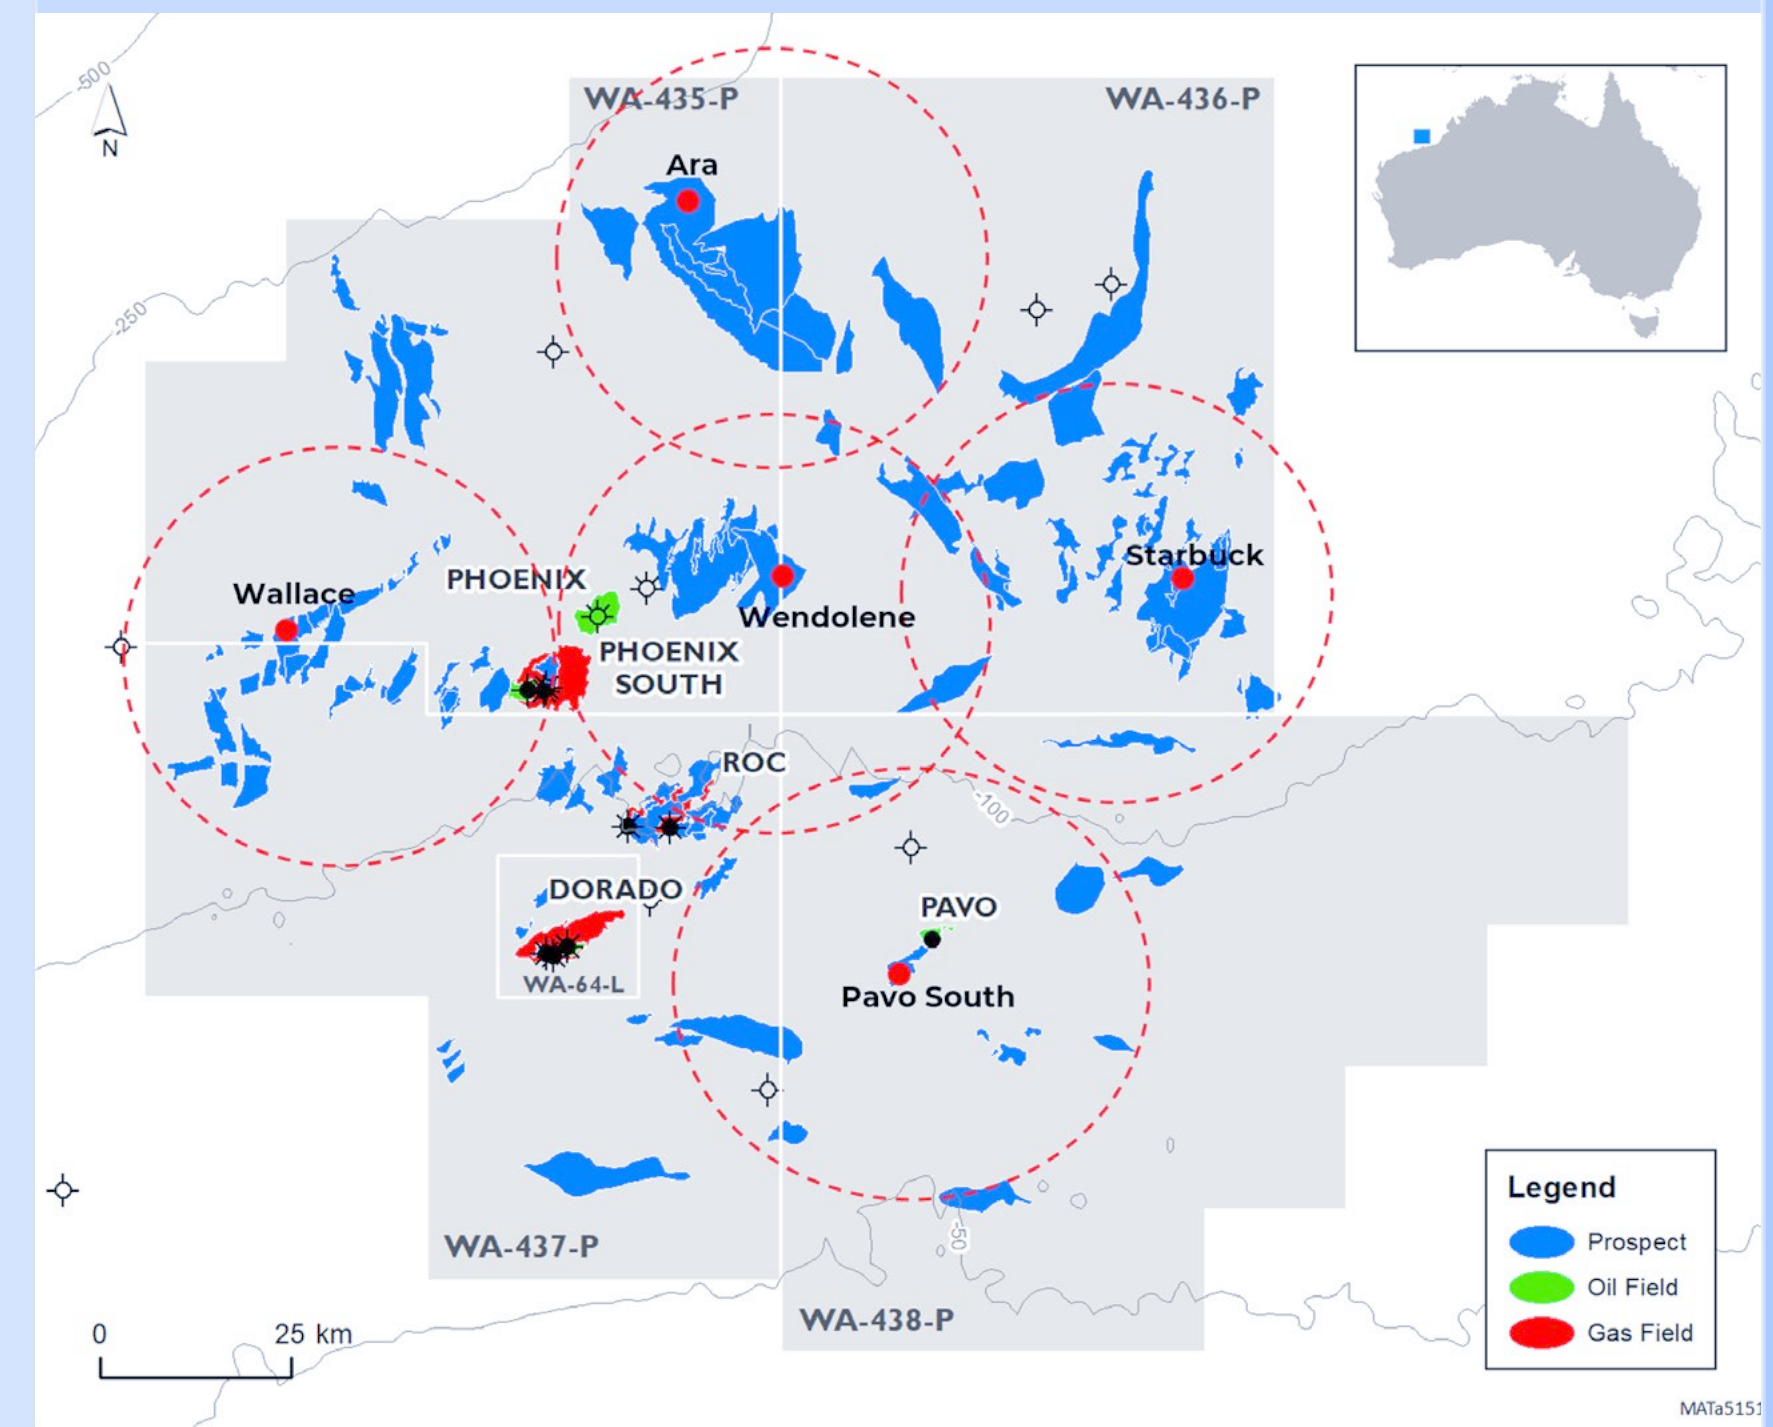 -500
WA-435-P
WA-436-P
N
Ara
-250
Starbuck
PHOENIX
Wallace
Wendolene
PHOENIX
SOUTH
ROC
-100
DORADO
PAVO
WA-64-L
Pavo South
-50
WA-437-P
WA-438-P
0 25 km
Legend
Prospect
Oil Field
Gas Field
MATa5151